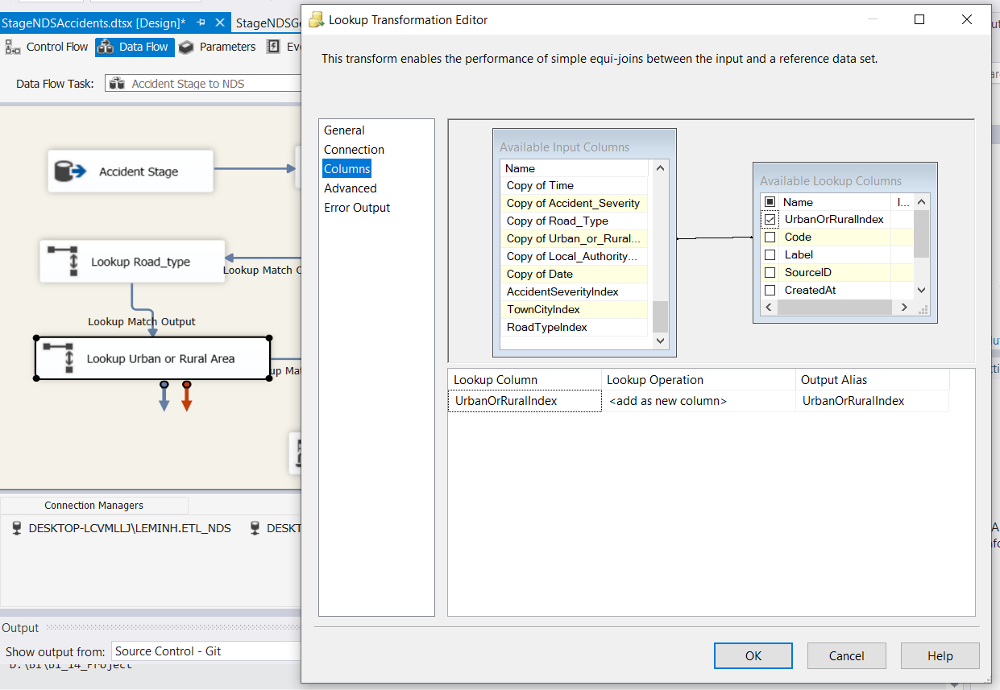 StageNDSAccidents.dtsx [Design]*
StageNDSGe
Control Flow
Data Flow
Parameters
Data Flow Task:
Accident Stage to NDS
Accident Stage
Lookup Road_type
Lookup Match O
Lookup Match Output
Lookup Urban or Rural Area
up Mat
Connection Managers
DESKTOP-LCVMLLJ\LEMINH.ETL_NDS
DESKT
Output
Show output from:
Source Control - Git
D:\BI\BI_14_Project
Lookup Transformation Editor
This transform enables the performance of simple equi-joins between the input and a reference data set.
General
Connection
Columns
Advanced
Error Output
Available Input Columns
Name
Copy of Time
Copy of Accident_Severity
Copy of Road_Type
Copy of Urban_or_Rural...
Copy of Local_Authority...
Copy of Date
AccidentSeverityIndex
TownCityIndex
RoadTypeIndex
Available Lookup Columns
Name I...
UrbanOrRuralIndex
Code
Label
SourceID
CreatedAt
Lookup Column Lookup Operation Output Alias
UrbanOrRuralIndex <add as new column> UrbanOrRuralIndex
OK Cancel Help